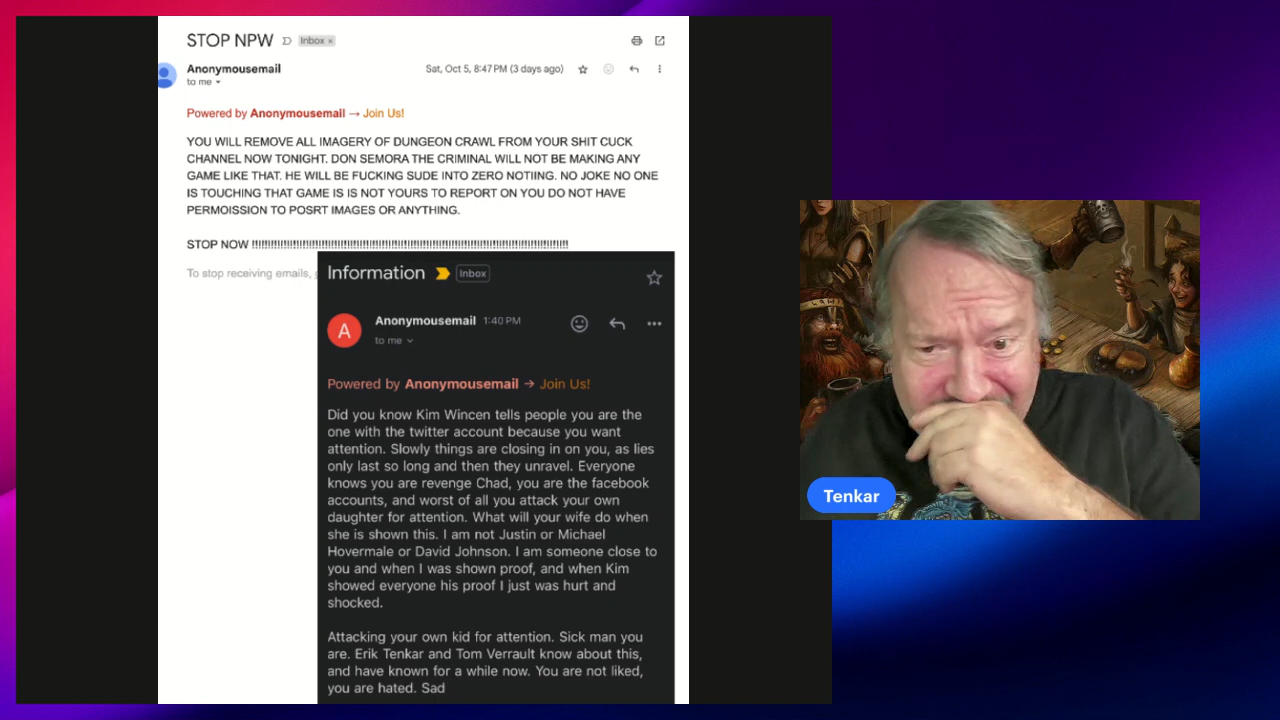 STOP NPW
Inbox ×
Anonymousemail
Sat, Oct 5, 8:47 PM (3 days ago)
to me
Powered by Anonymousemail → Join Us!
YOU WILL REMOVE ALL IMAGERY OF DUNGEON CRAWL FROM YOUR SHIT CUCK
CHANNEL NOW TONIGHT. DON SEMORA THE CRIMINAL WILL NOT BE MAKING ANY
GAME LIKE THAT. HE WILL BE FUCKING SUDE INTO ZERO NOTIING. NO JOKE NO ONE
IS TOUCHING THAT GAME IS IS NOT YOURS TO REPORT ON YOU DO NOT HAVE
PERMOISSION TO POSRT IMAGES OR ANYTHING.
STOP NOW !!!!!!!!!!!!!!!!!!!!!!!!!!!!!!!!!!!!!!!!!!!!!!!!!!!!!!!!!!!!!!!!!!!!!!!!!!!!!!!!!!!!!!!!!!!!!!!
To stop receiving emails,
Information
Inbox
A
Anonymousemail 1:40 PM
to me
Powered by Anonymousemail → Join Us!
Did you know Kim Wincen tells people you are the
one with the twitter account because you want
attention. Slowly things are closing in on you, as lies
only last so long and then they unravel. Everyone
knows you are revenge Chad, you are the facebook
accounts, and worst of all you attack your own
daughter for attention. What will your wife do when
she is shown this. I am not Justin or Michael
Hovermale or David Johnson. I am someone close to
you and when I was shown proof, and when Kim
showed everyone his proof I just was hurt and
shocked.
Attacking your own kid for attention. Sick man you
are. Erik Tenkar and Tom Verrault know about this,
and have known for a while now. You are not liked,
you are hated. Sad
Tenkar